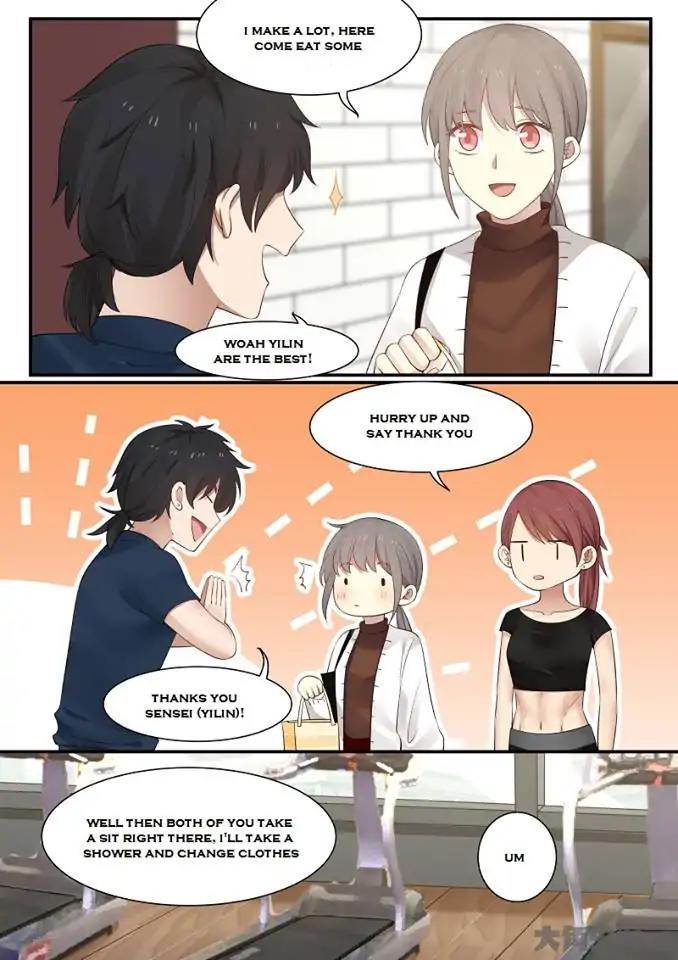 I MAKE A LOT, HERE
COME EAT SOME
WOAH YILIN
ARE THE BEST!
HURRY UP AND
SAY THANK YOU
THANKS YOU
SENSEI (YILIN)!
WELL THEN BOTH OF YOU TAKE
A SIT RIGHT THERE, I'LL TAKE A
SHOWER AND CHANGE CLOTHES
UM